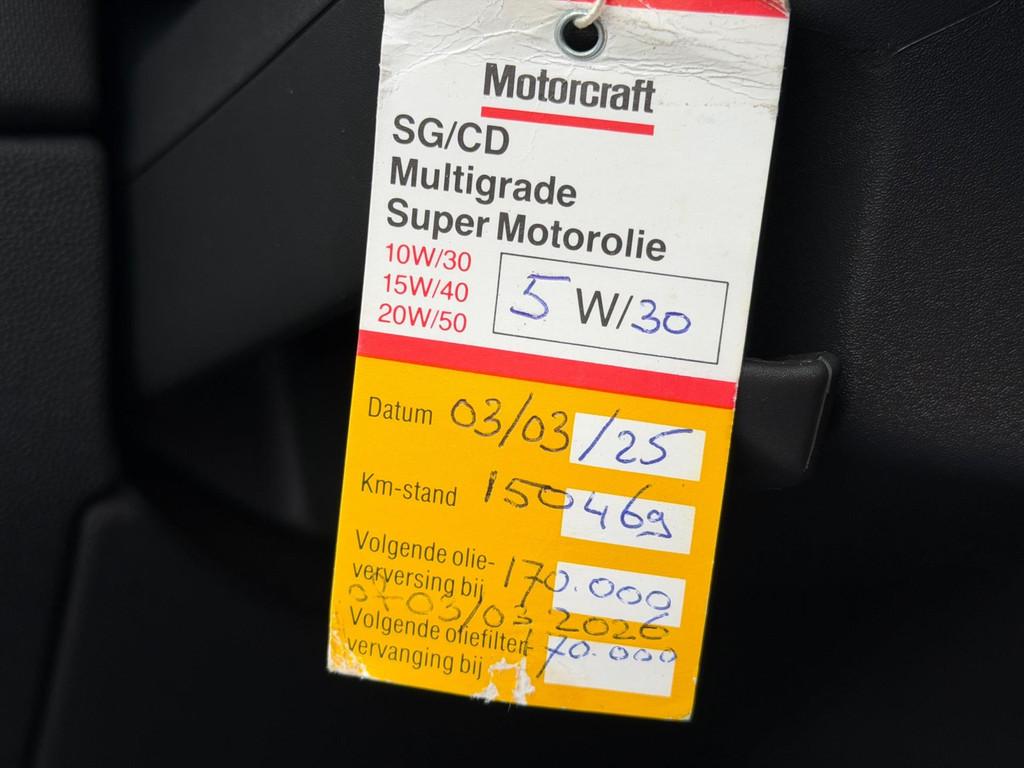 Motorcraft
SG/CD
Multigrade
Super Motorolie
10W/30
15W/40
20W/50
5 W/30
Datum 03/03/25
Km-stand 150469
Volgende olie-
verversing bij 170.000
03/03 2026
Volgende oliefilter-
vervanging bij 170.000